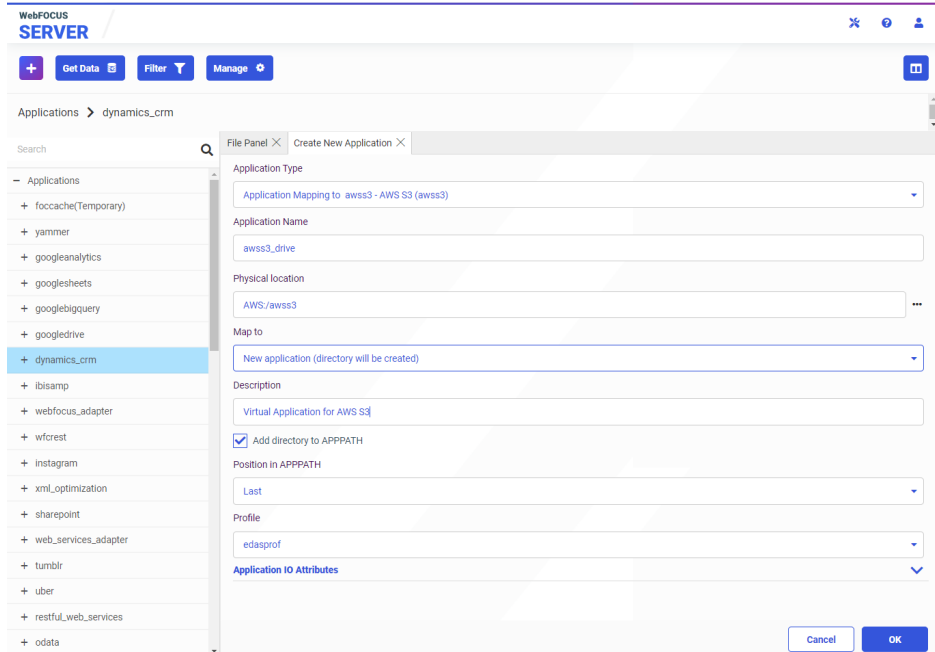 WebFOCUS
SERVER
+ Get Data Filter Manage
Applications > dynamics_crm
Search
File Panel Create New Application
− Applications
+ foccache(Temporary)
+ yammer
+ googleanalytics
+ googlesheets
+ googlebigquery
+ googledrive
+ dynamics_crm
+ ibisamp
+ webfocus_adapter
+ wfcrest
+ instagram
+ xml_optimization
+ sharepoint
+ web_services_adapter
+ tumblr
+ uber
+ restful_web_services
+ odata
Application Type
Application Mapping to awss3 - AWS S3 (awss3)
Application Name
awss3_drive
Physical location
AWS:/awss3
...
Map to
New application (directory will be created)
Description
Virtual Application for AWS S3
Add directory to APPPATH
Position in APPPATH
Last
Profile
edasprof
Application IO Attributes
Cancel OK